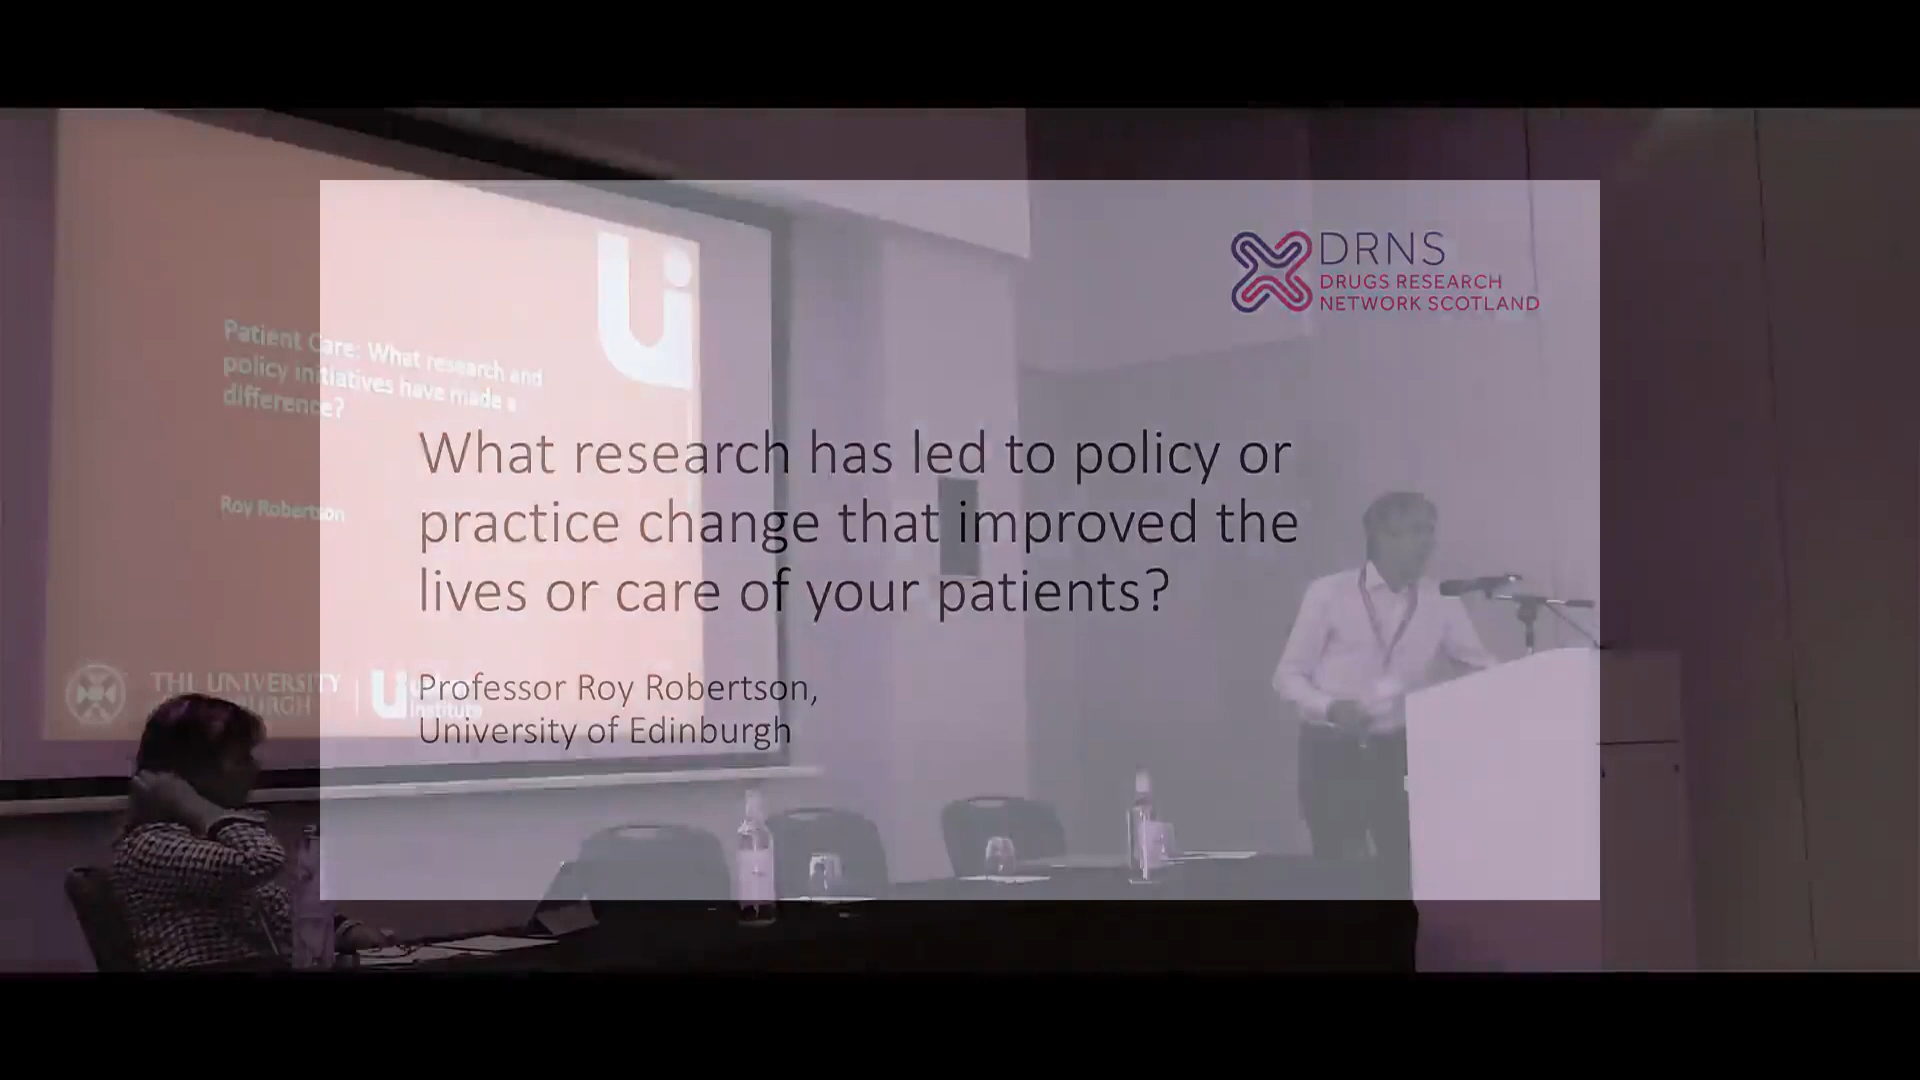 DRNS
DRUGS RESEARCH
NETWORK SCOTLAND
Patient Care: What research and
policy initiatives have made a
difference?
Roy Robertson
What research has led to policy or
practice change that improved the
lives or care of your patients?
Professor Roy Robertson,
University of Edinburgh
THE UNIVERSITY
Institute